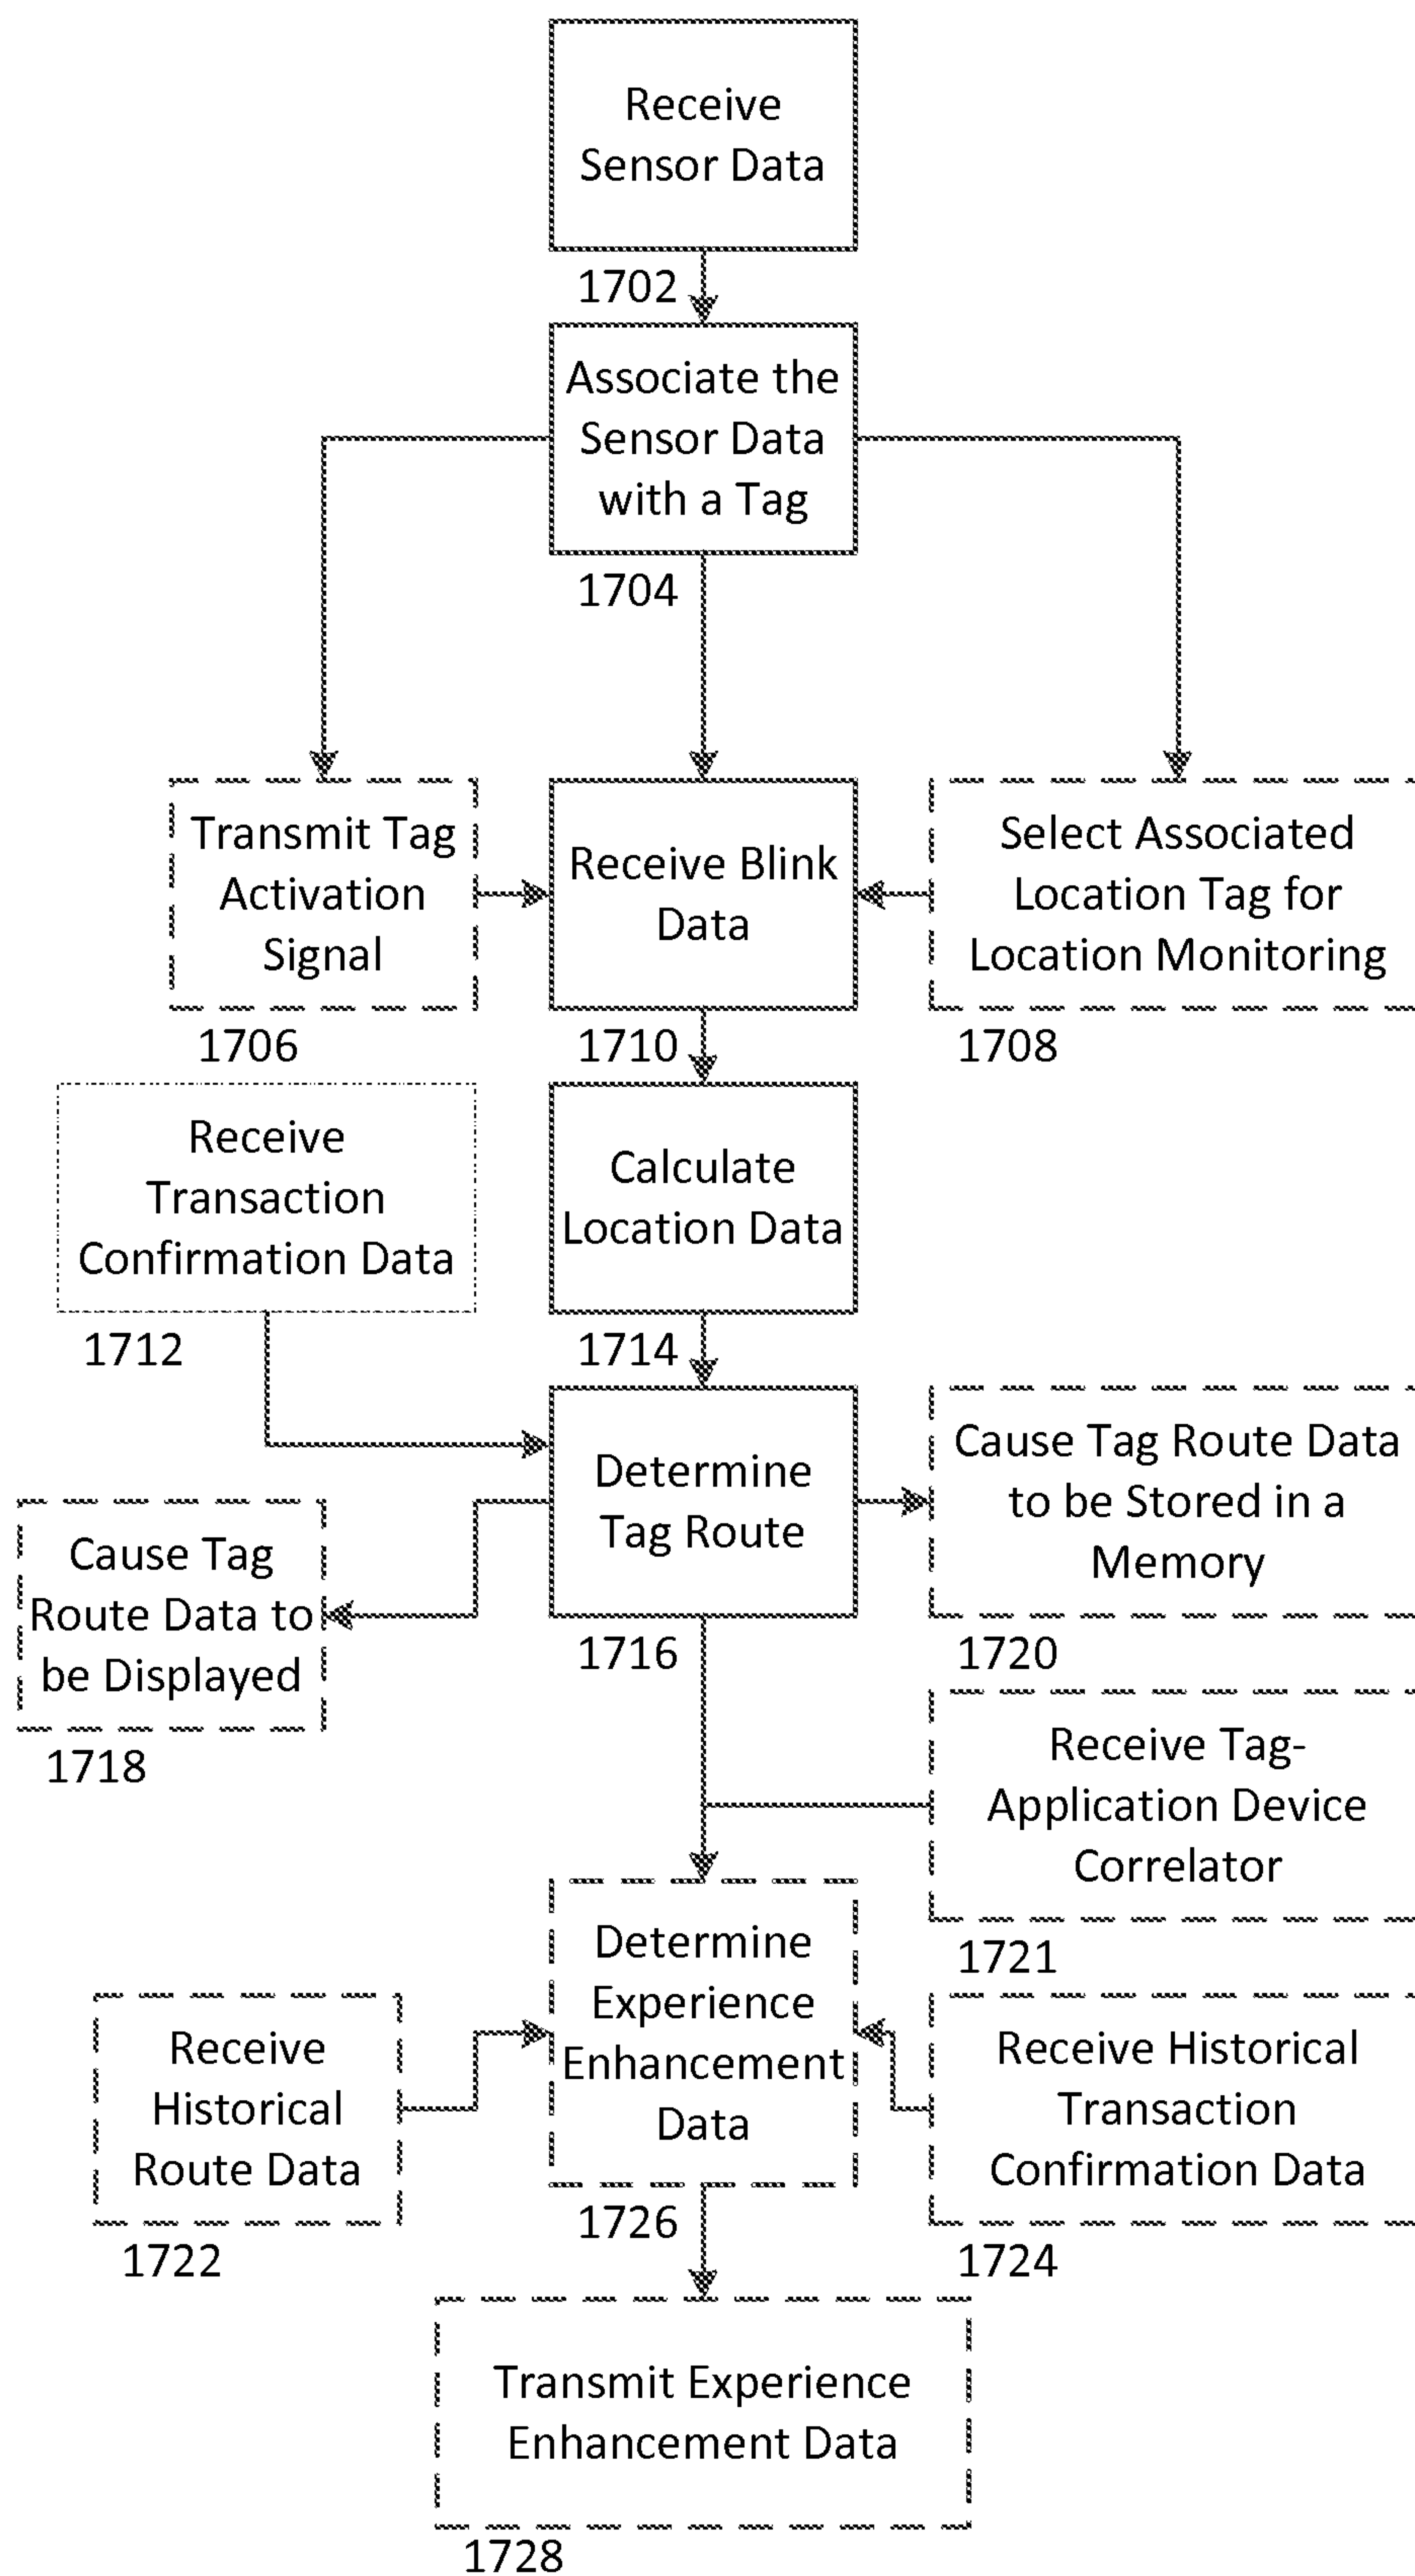 Receive
Sensor Data
1702
Associate the
Sensor Data
with a Tag
1704
Transmit Tag
Activation
Signal
1706
Receive Blink
Data
1710
Select Associated
Location Tag for
Location Monitoring
1708
Receive
Transaction
Confirmation Data
1712
Calculate
Location Data
1714
Determine
Tag Route
1716
Cause Tag Route Data
to be Stored in a
Memory
1720
Cause Tag
Route Data to
be Displayed
1718
Receive Tag-
Application Device
Correlator
1721
Determine
Experience
Enhancement
Data
1726
Receive
Historical
Route Data
1722
Receive Historical
Transaction
Confirmation Data
1724
Transmit Experience
Enhancement Data
1728